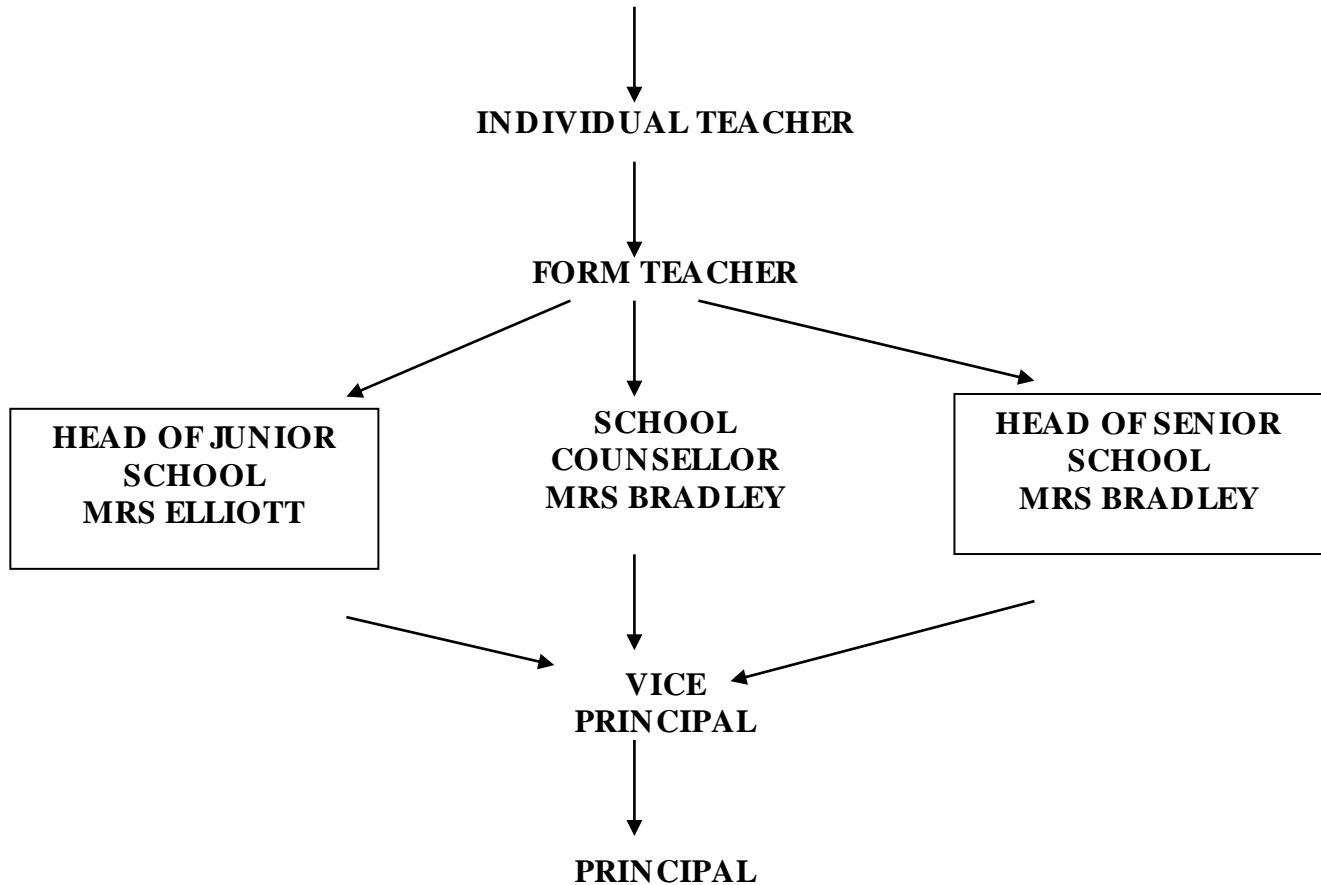 INDIVIDUAL TEACHER
FORM TEACHER
HEAD OF JUNIOR
SCHOOL
MRS ELLIOTT
SCHOOL
COUNSELLOR
MRS BRADLEY
HEAD OF SENIOR
SCHOOL
MRS BRADLEY
VICE
PRINCIPAL
PRINCIPAL